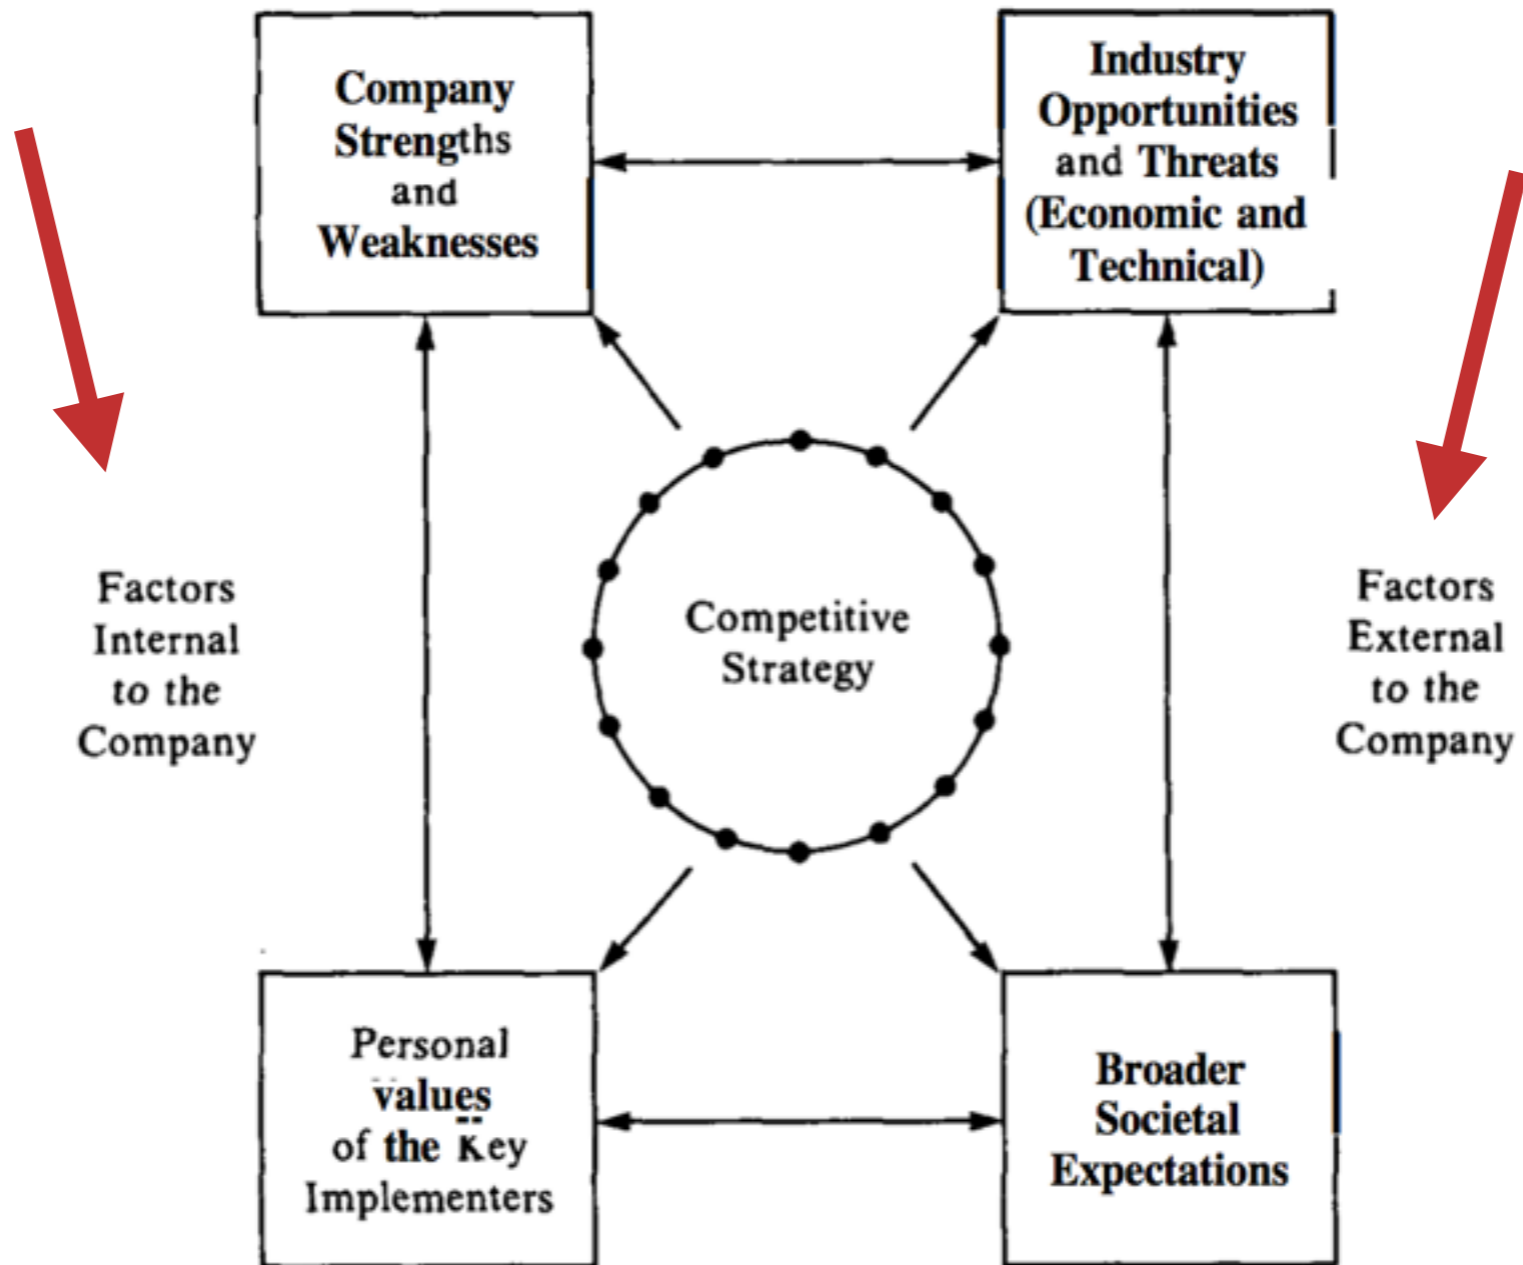 Company
Strengths
and
Weaknesses
Industry
Opportunities
and Threats
(Economic and
Technical)
Factors
Internal
to the
Company
Competitive
Strategy
Factors
External
to the
Company
Personal
values
of the Key
Implementers
Broader
Societal
Expectations